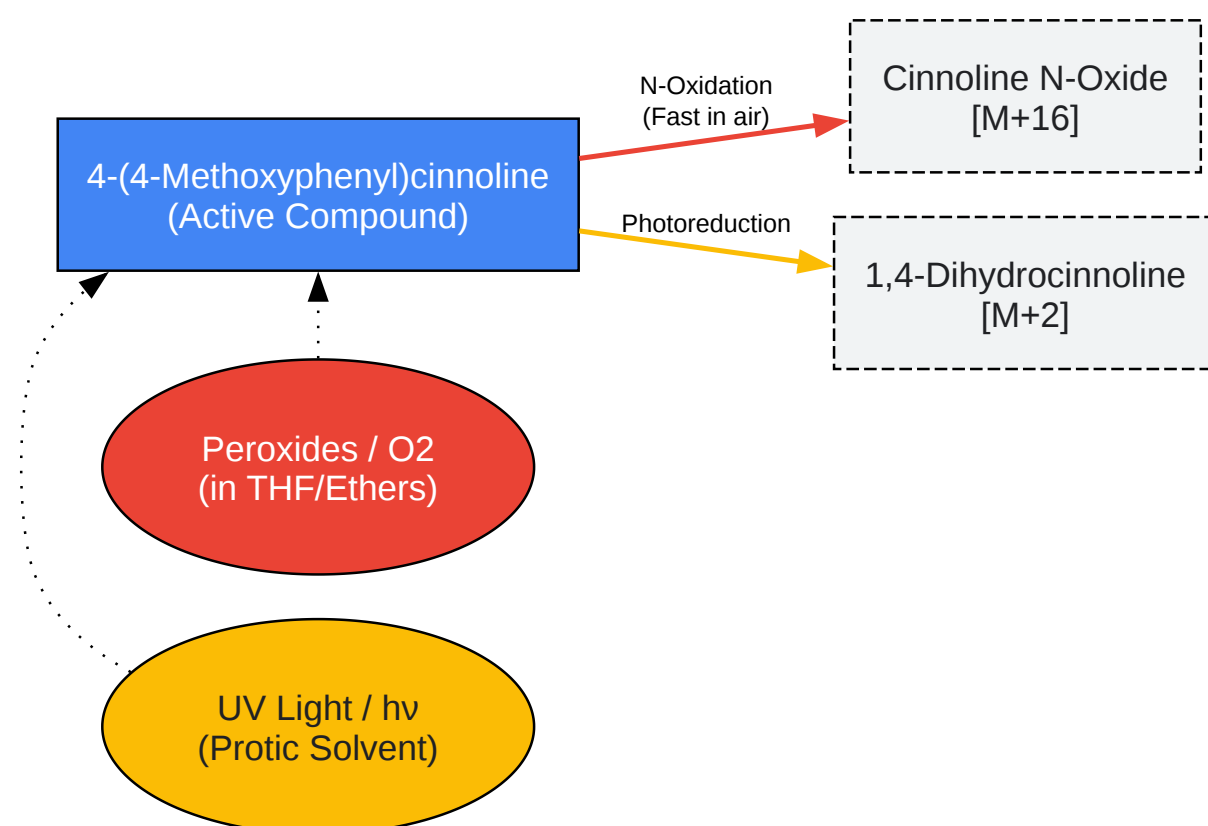 4-(4-Methoxyphenyl)cinnoline
(Active Compound)
N-Oxidation
(Fast in air)
Cinnoline N-Oxide
[M+16]
Photoreduction
1,4-Dihydrocinnoline
[M+2]
Peroxides / O2
(in THF/Ethers)
UV Light / hν
(Protic Solvent)